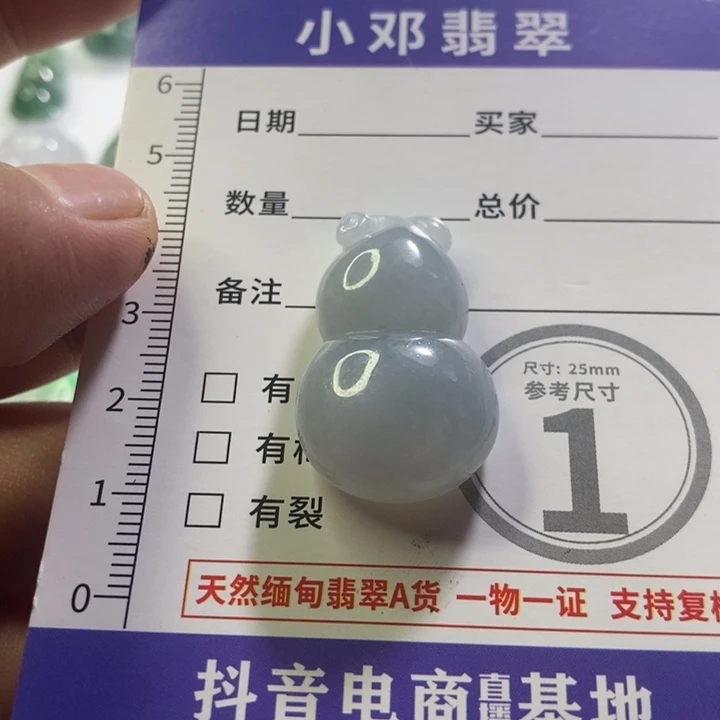 小邓翡翠
6
日期 买家
5
数量 总价
备注
3
尺寸: 25mm
参考尺寸
1
2
有
有
1
有裂
0
天然缅甸翡翠A货 一物一证 支持复
抖音电商直播基地